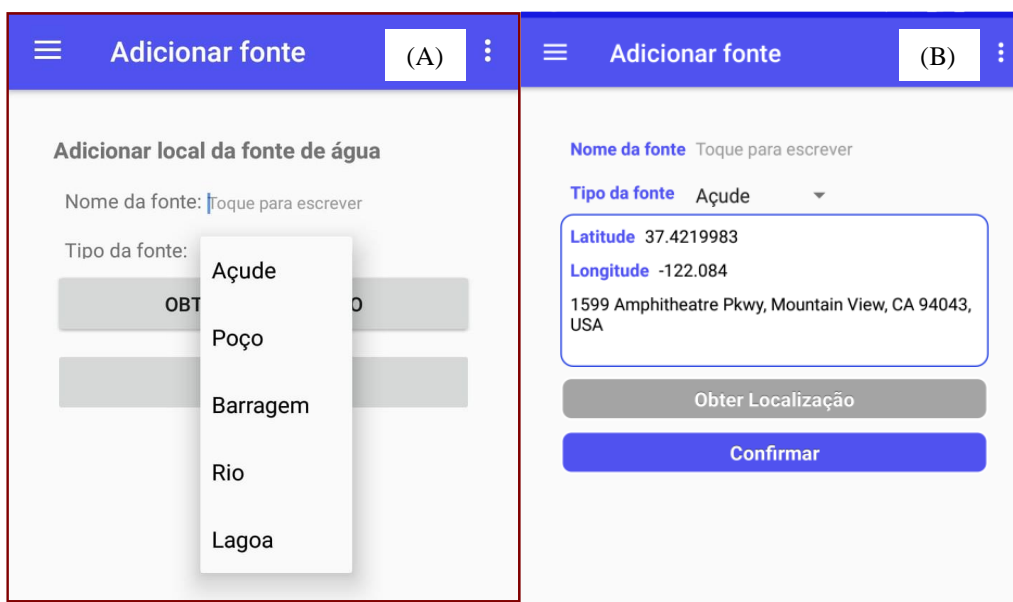 Adicionar fonte
(A)
Adicionar local da fonte de água
Nome da fonte: Toque para escrever
Tipo da fonte:
Açude
OBT
O
Poço
Barragem
Rio
Lagoa
Adicionar fonte
(B)
Nome da fonte Toque para escrever
Tipo da fonte Açude
Latitude 37.4219983
Longitude -122.084
1599 Amphitheatre Pkwy, Mountain View, CA 94043,
USA
Obter Localização
Confirmar